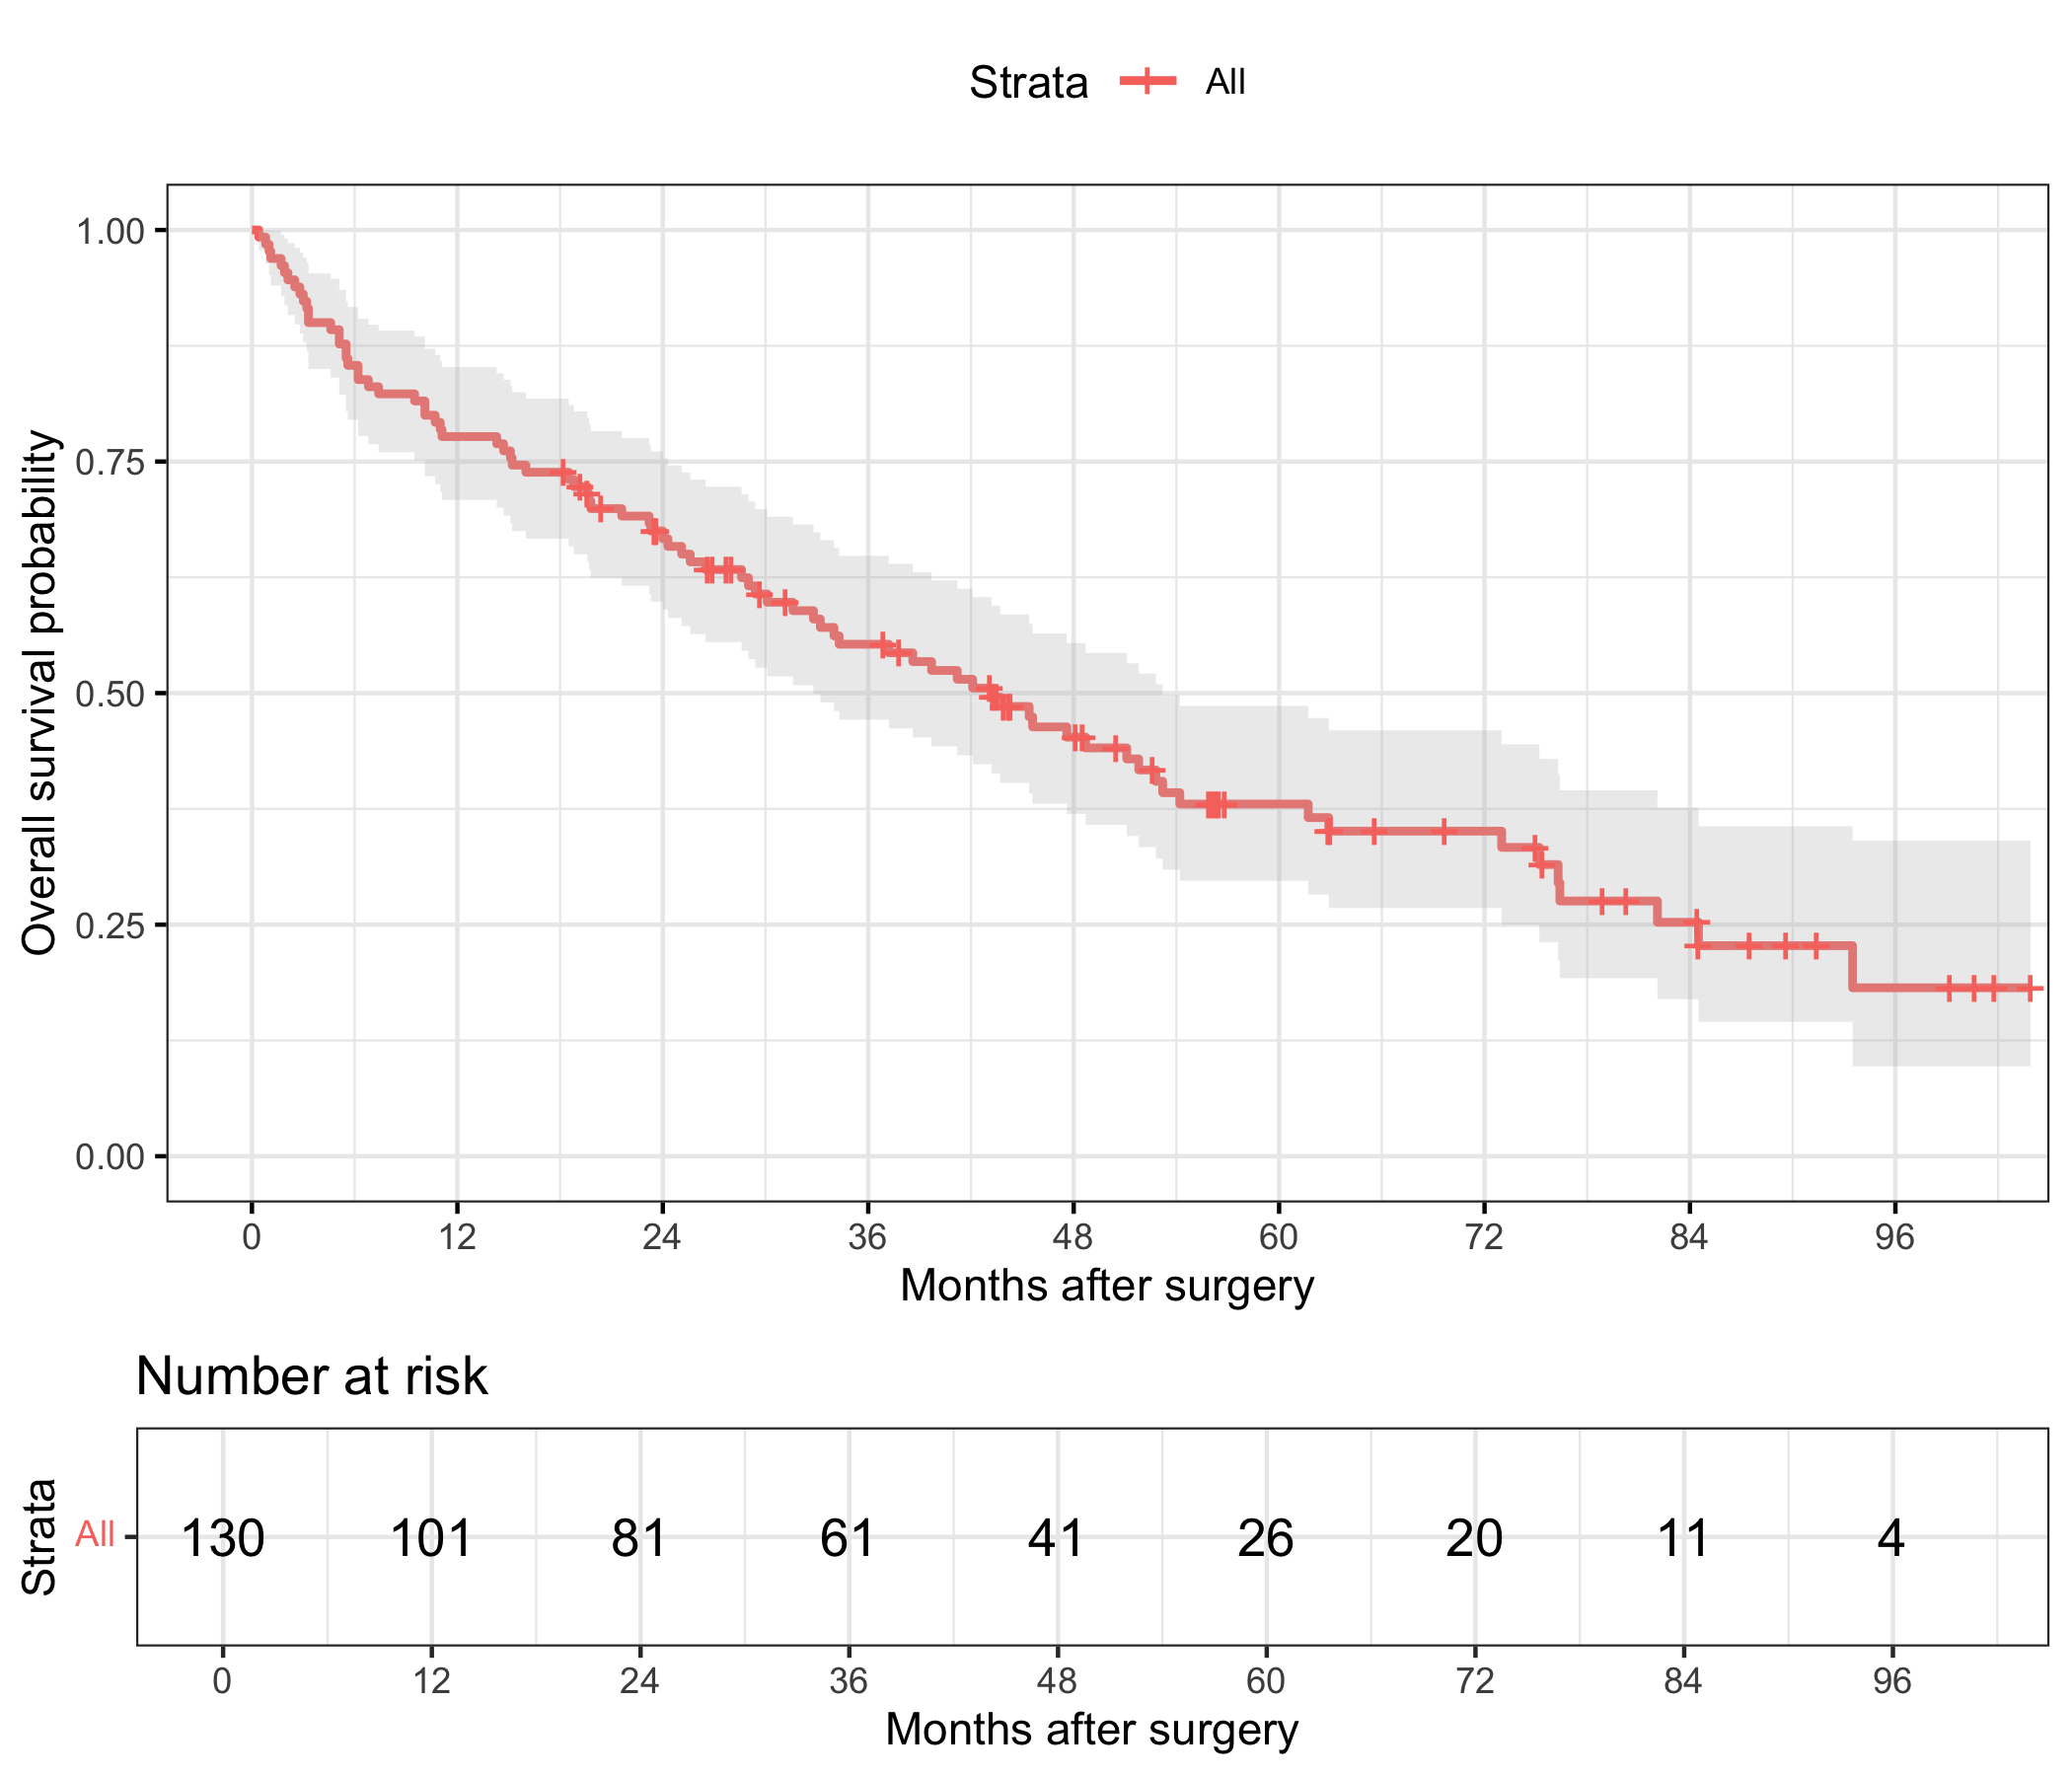 Strata All
Overall survival probability
1.00
0.75
0.50
0.25
0.00
0 12 24 36 48 60 72 84 96
Months after surgery
Number at risk
Strata
All 130 101 81 61 41 26 20 11 4
0 12 24 36 48 60 72 84 96
Months after surgery